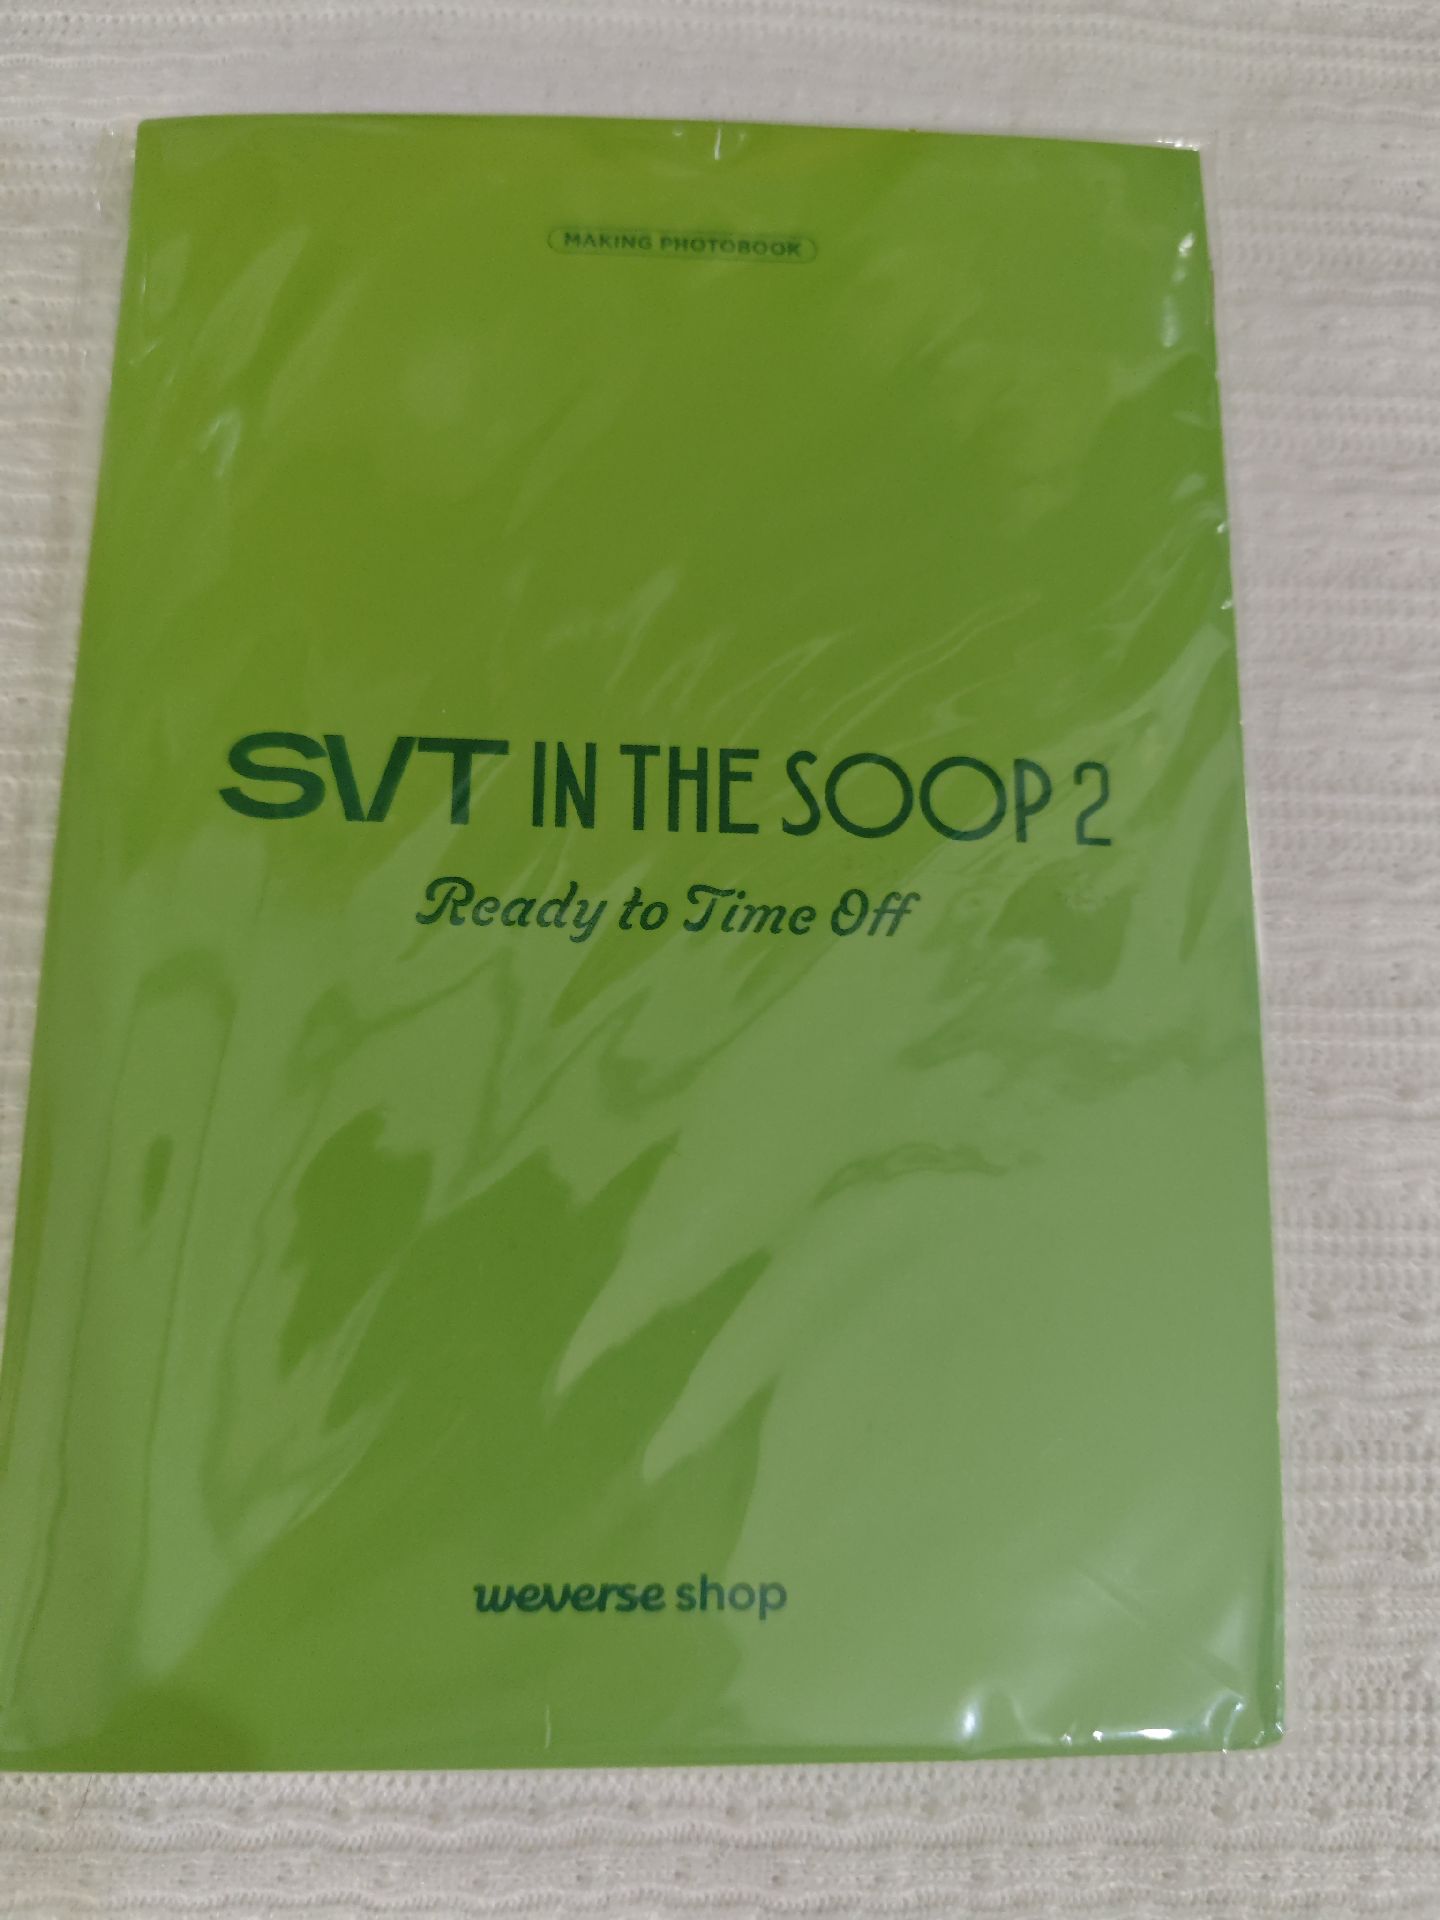 MAKING PHOTOBOOK
SVT IN THE SOOP 2
Ready to Time Off
weverse shop